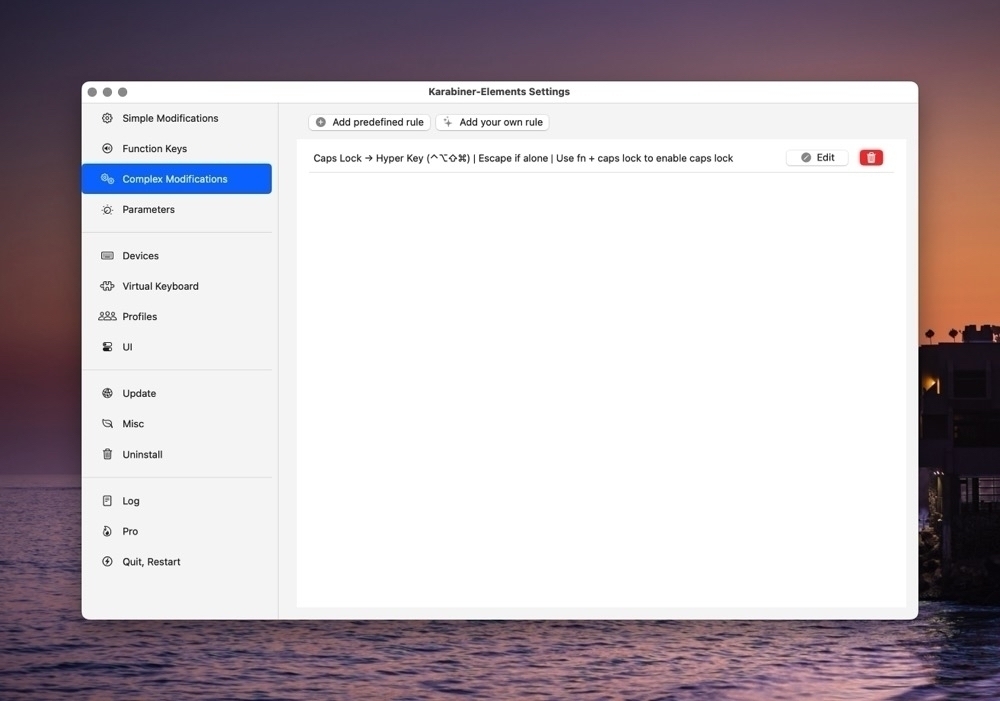 Karabiner-Elements Settings
Simple Modifications
Function Keys
Complex Modifications
Parameters
Devices
Virtual Keyboard
Profiles
UI
Update
Misc
Uninstall
Log
Pro
Quit, Restart
Add predefined rule
Add your own rule
Caps Lock → Hyper Key (⌃⌥⇧⌘) | Escape if alone | Use fn + caps lock to enable caps lock
Edit